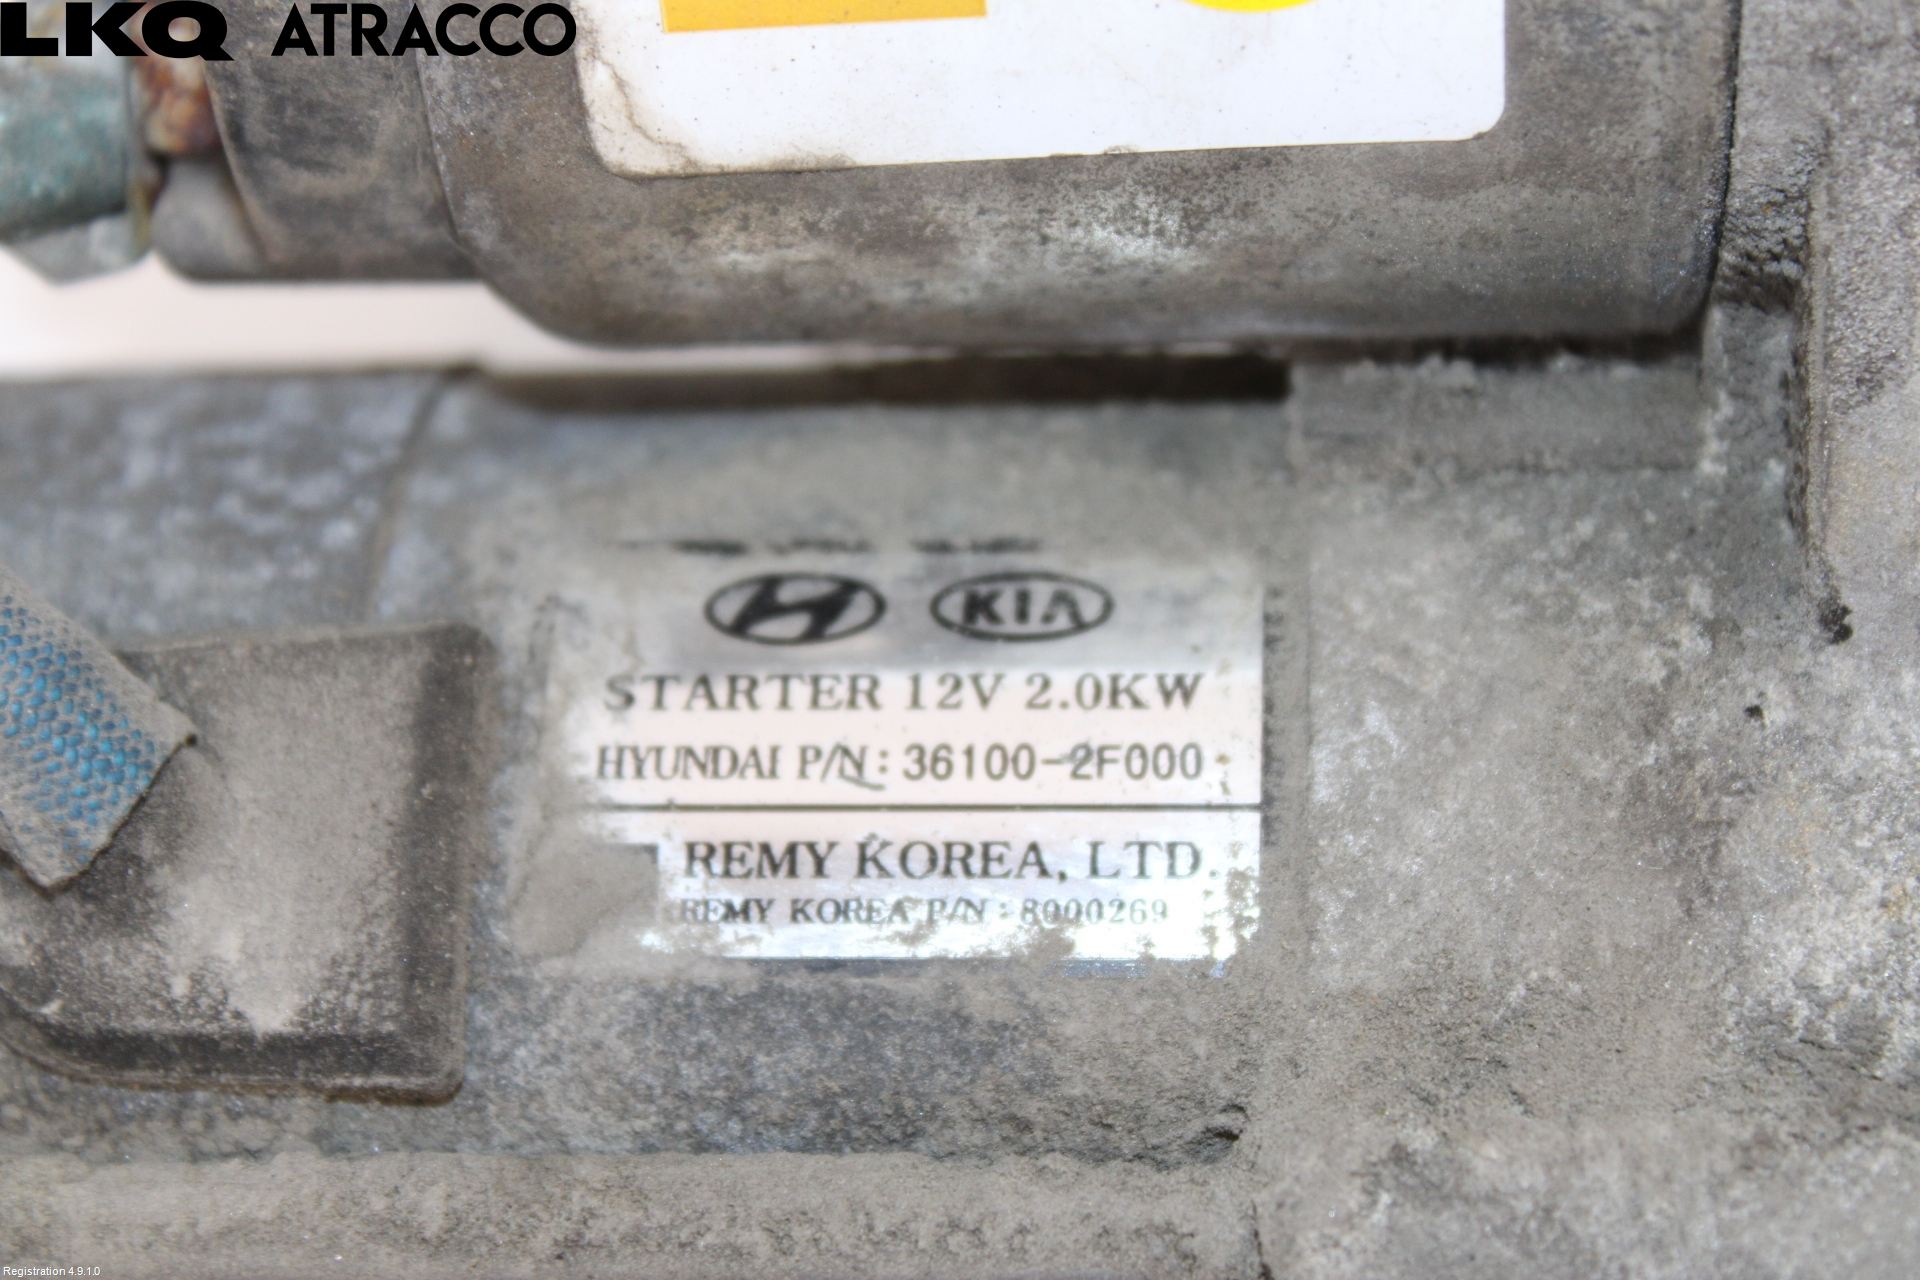 LKQ ATRACCO
KIA
STARTER 12V 2.0KW
HYUNDAI P/N: 36100-2F000
REMY KOREA, LTD.
REMY KOREA P/N: 8000269
Registration 4.9.1.0